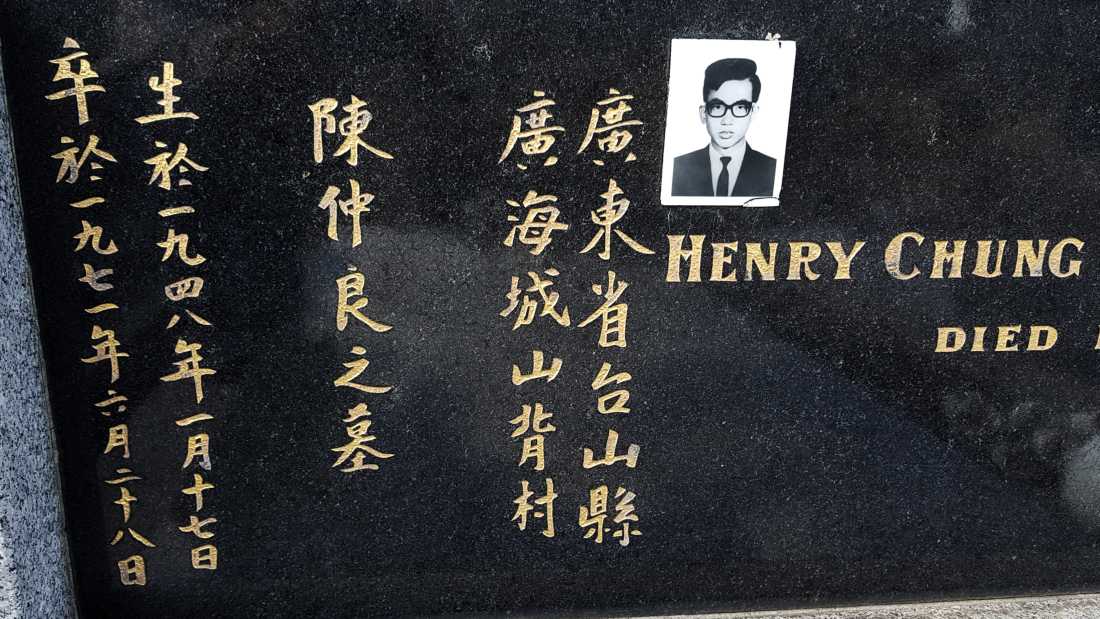 廣東省台山縣
廣海城山背村
陳仲良之墓
生於一九四八年一月十七日
卒於一九七一年六月二十八日
HENRY CHUNG
DIED